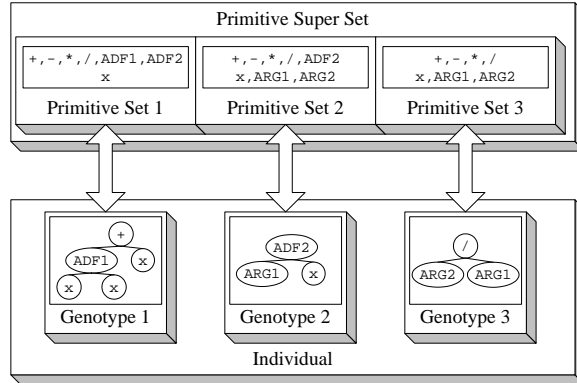 Primitive Super Set
+,-,*,/,ADF1,ADF2
x
Primitive Set 1
+,-,*,/,ADF2
x,ARG1,ARG2
Primitive Set 2
+,-,*,/
x,ARG1,ARG2
Primitive Set 3
+
ADF1
x
x
x
Genotype 1
ADF2
ARG1
x
Genotype 2
/
ARG2
ARG1
Genotype 3
Individual